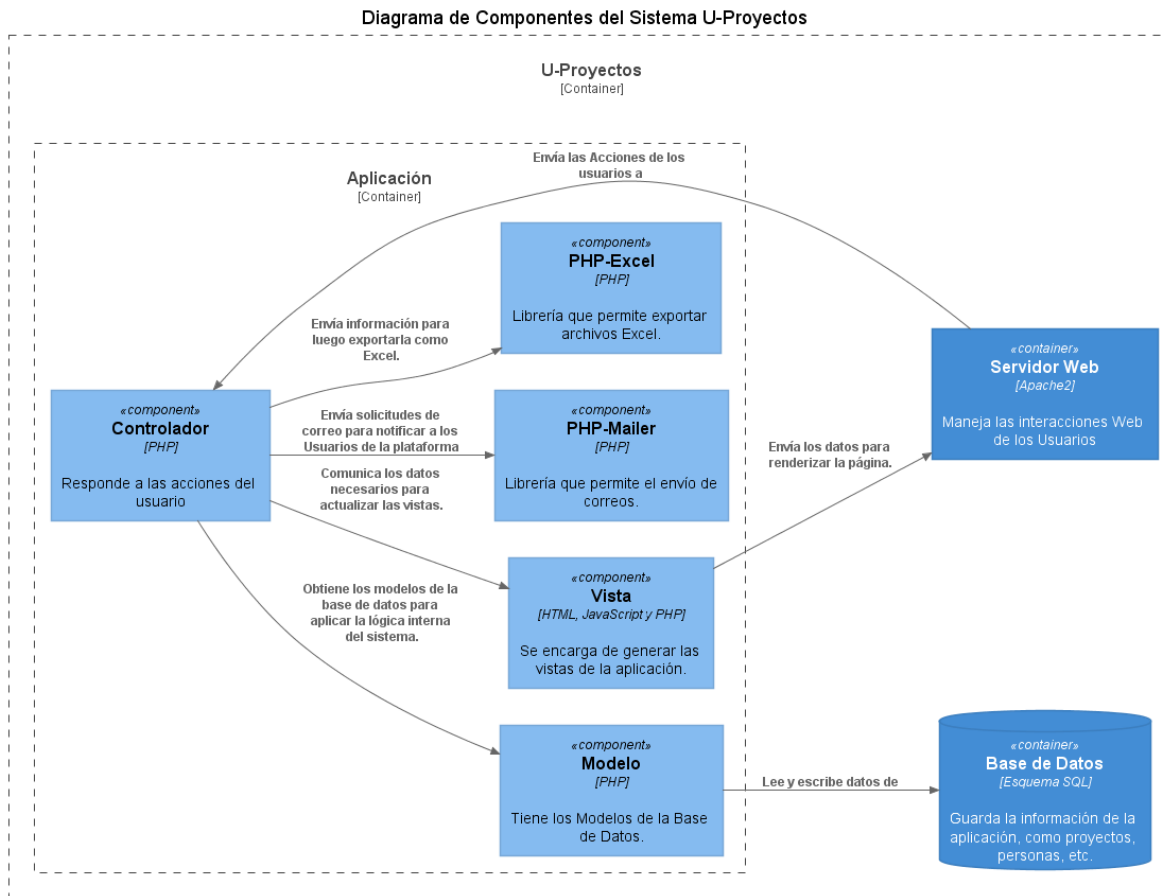 Diagrama de Componentes del Sistema U-Proyectos
U-Proyectos
[Container]
Aplicación
[Container]
Envía las Acciones de los
usuarios a
«component»
PHP-Excel
[PHP]
Librería que permite exportar
archivos Excel.
Envía información para
luego exportarla como
Excel.
«container»
Servidor Web
[Apache2]
Maneja las interacciones Web
de los Usuarios
«component»
Controlador
[PHP]
Responde a las acciones del
usuario
Envía solicitudes de
correo para notificar a los
Usuarios de la plataforma
«component»
PHP-Mailer
[PHP]
Librería que permite el envío de
correos.
Envía los datos para
renderizar la página.
Comunica los datos
necesarios para
actualizar las vistas.
«component»
Vista
[HTML, JavaScript y PHP]
Se encarga de generar las
vistas de la aplicación.
Obtiene los modelos de la
base de datos para
aplicar la lógica interna
del sistema.
«component»
Modelo
[PHP]
Tiene los Modelos de la Base
de Datos.
Lee y escribe datos de
«container»
Base de Datos
[Esquema SQL]
Guarda la información de la
aplicación, como proyectos,
personas, etc.